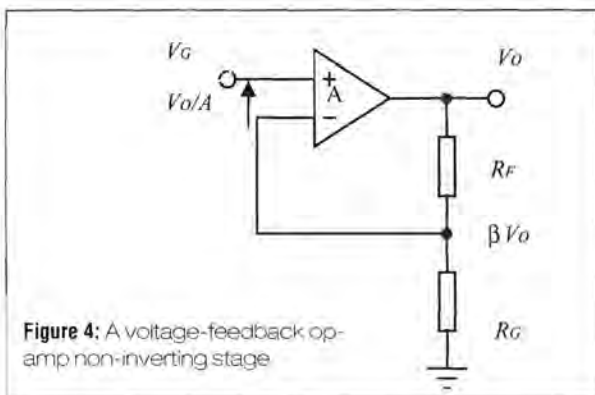 VG
VO
VO/A
+
A
−
RF
β VO
RG
Figure 4: A voltage-feedback op-
amp non-inverting stage